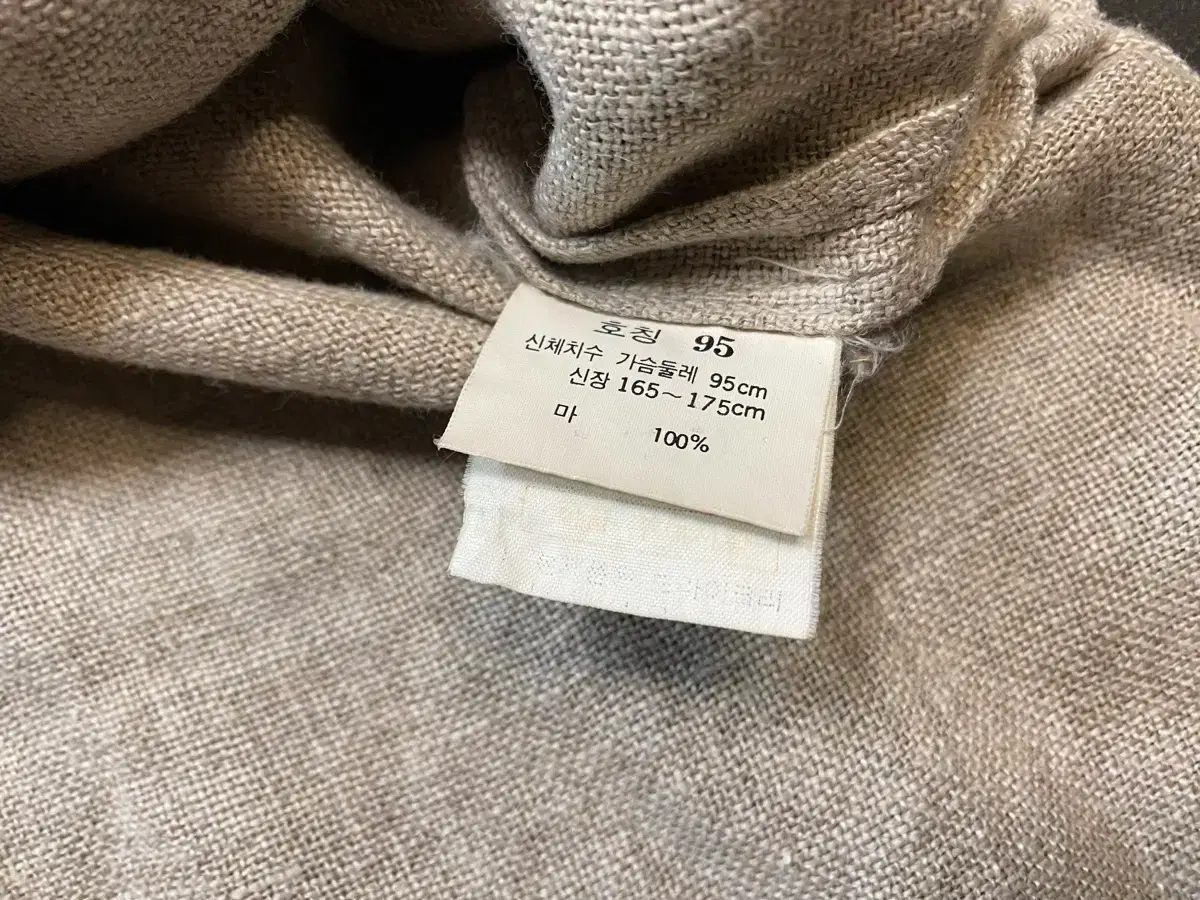 호칭 95
신체치수 가슴둘레 95cm
신장 165～175cm
마 100%